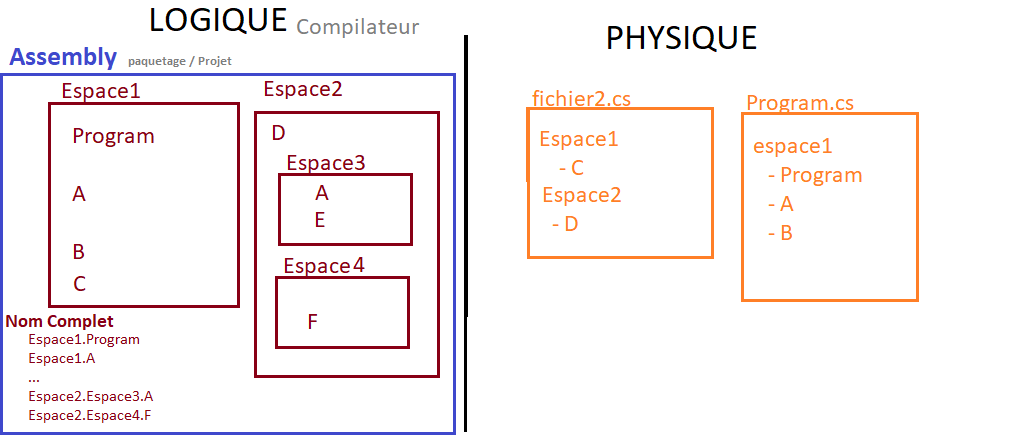 LOGIQUE Compilateur
Assembly paquetage / Projet
Espace1
Program
A
B
C
Espace2
D
Espace3
A
E
Espace4
F
Nom Complet
Espace1.Program
Espace1.A
...
Espace2.Espace3.A
Espace2.Espace4.F
PHYSIQUE
fichier2.cs
Espace1
- C
Espace2
- D
Program.cs
espace1
- Program
- A
- B